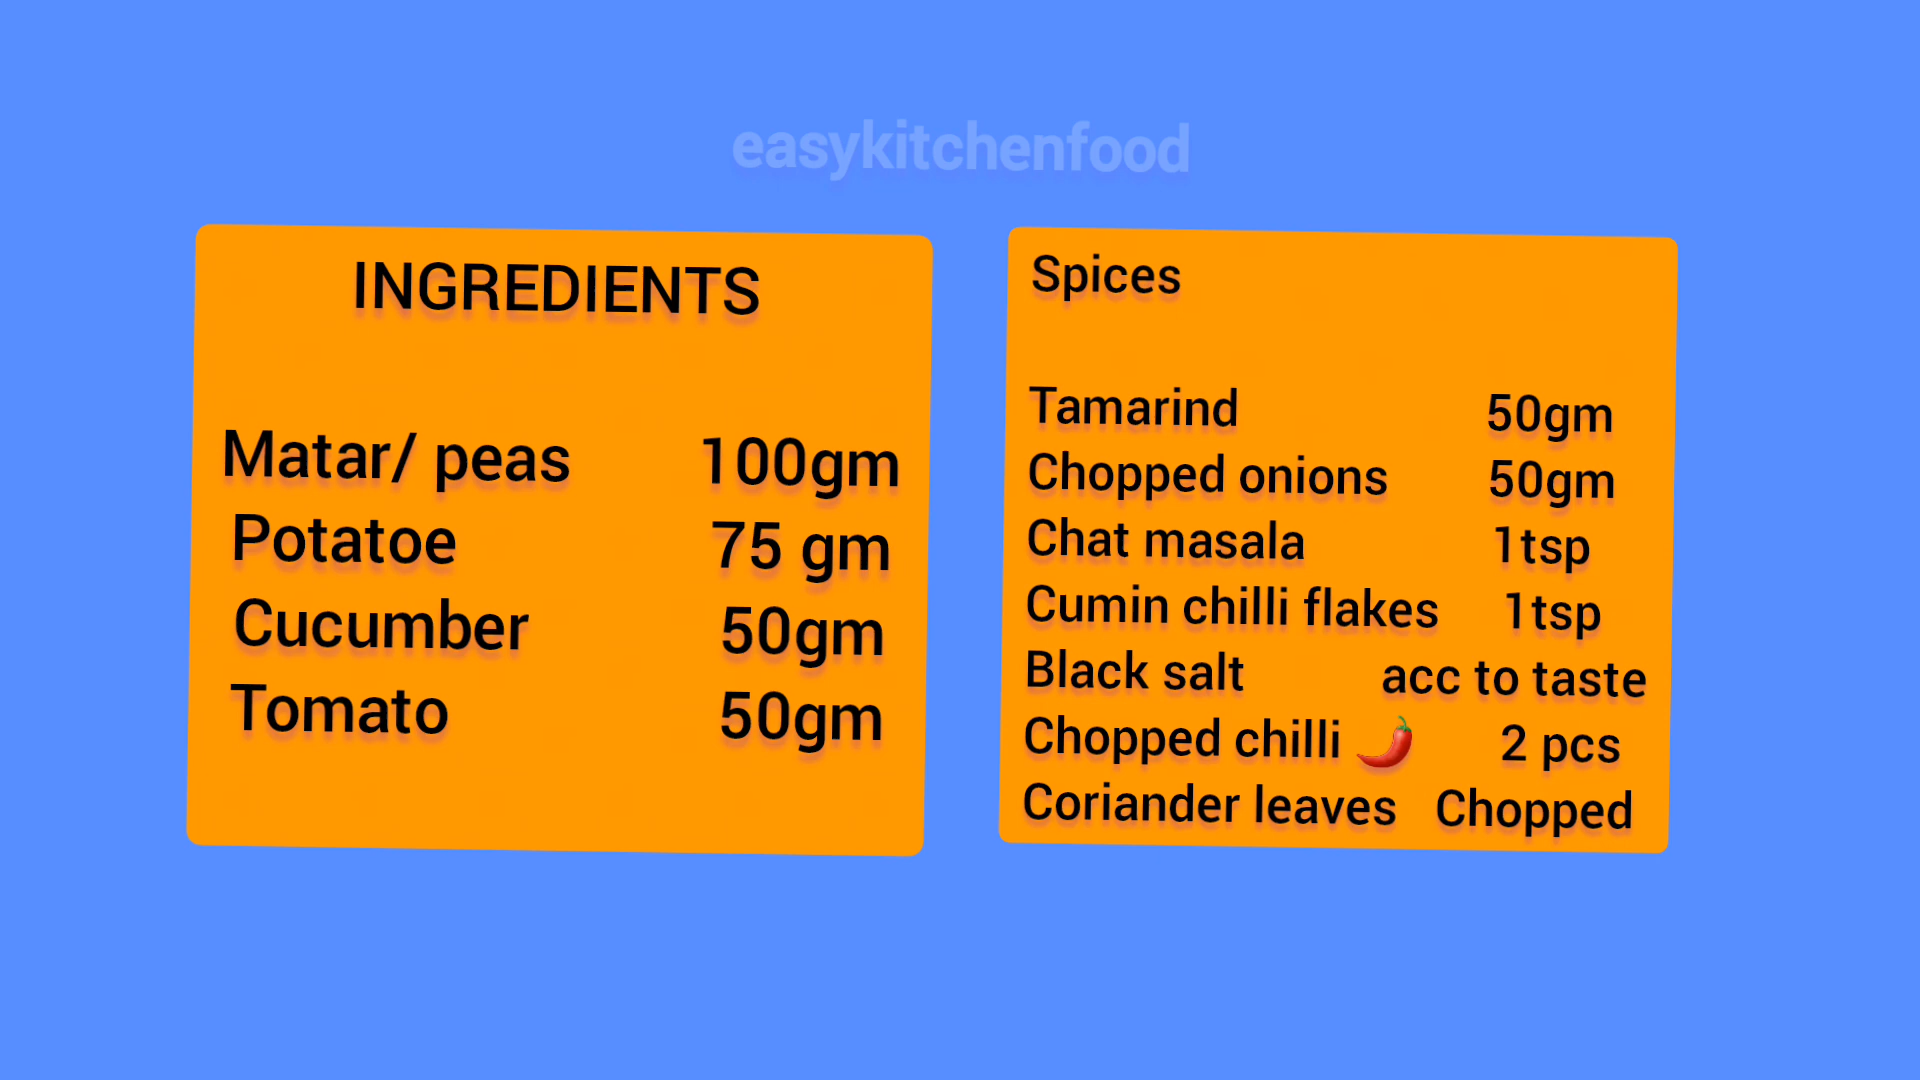 easykitchenfood
INGREDIENTS
Matar/ peas 100gm
Potatoe 75 gm
Cucumber 50gm
Tomato 50gm
Spices
Tamarind 50gm
Chopped onions 50gm
Chat masala 1tsp
Cumin chilli flakes 1tsp
Black salt acc to taste
Chopped chilli 🌶️ 2 pcs
Coriander leaves Chopped